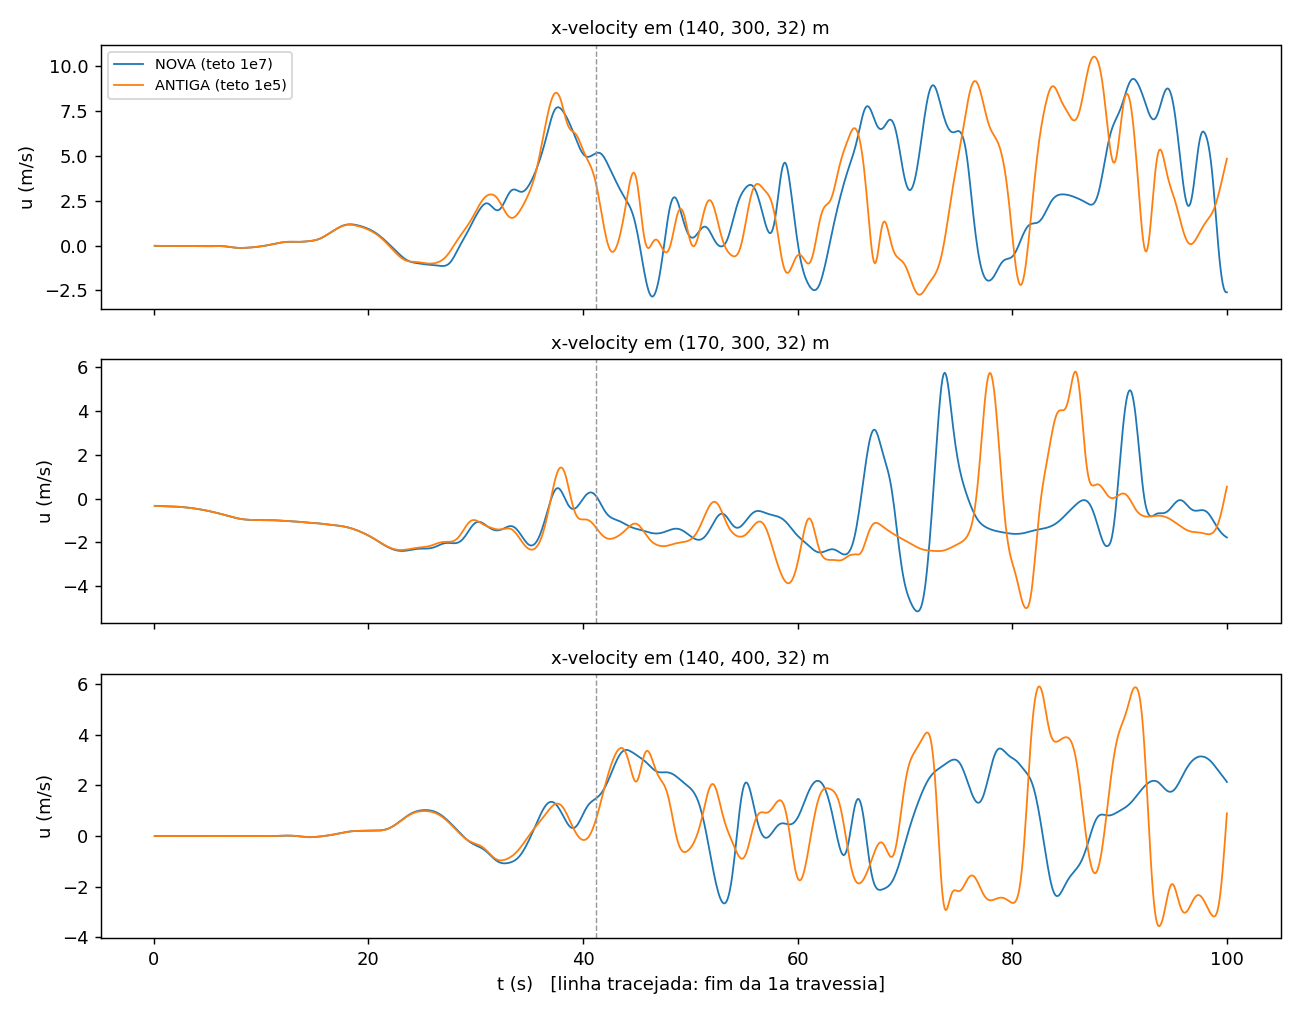 x-velocity em (140, 300, 32) m
NOVA (teto 1e7)
ANTIGA (teto 1e5)
10.0
7.5
5.0
2.5
0.0
−2.5
u (m/s)
x-velocity em (170, 300, 32) m
6
4
2
0
−2
−4
u (m/s)
x-velocity em (140, 400, 32) m
6
4
2
0
−2
−4
u (m/s)
0 20 40 60 80 100
t (s)   [linha tracejada: fim da 1a travessia]